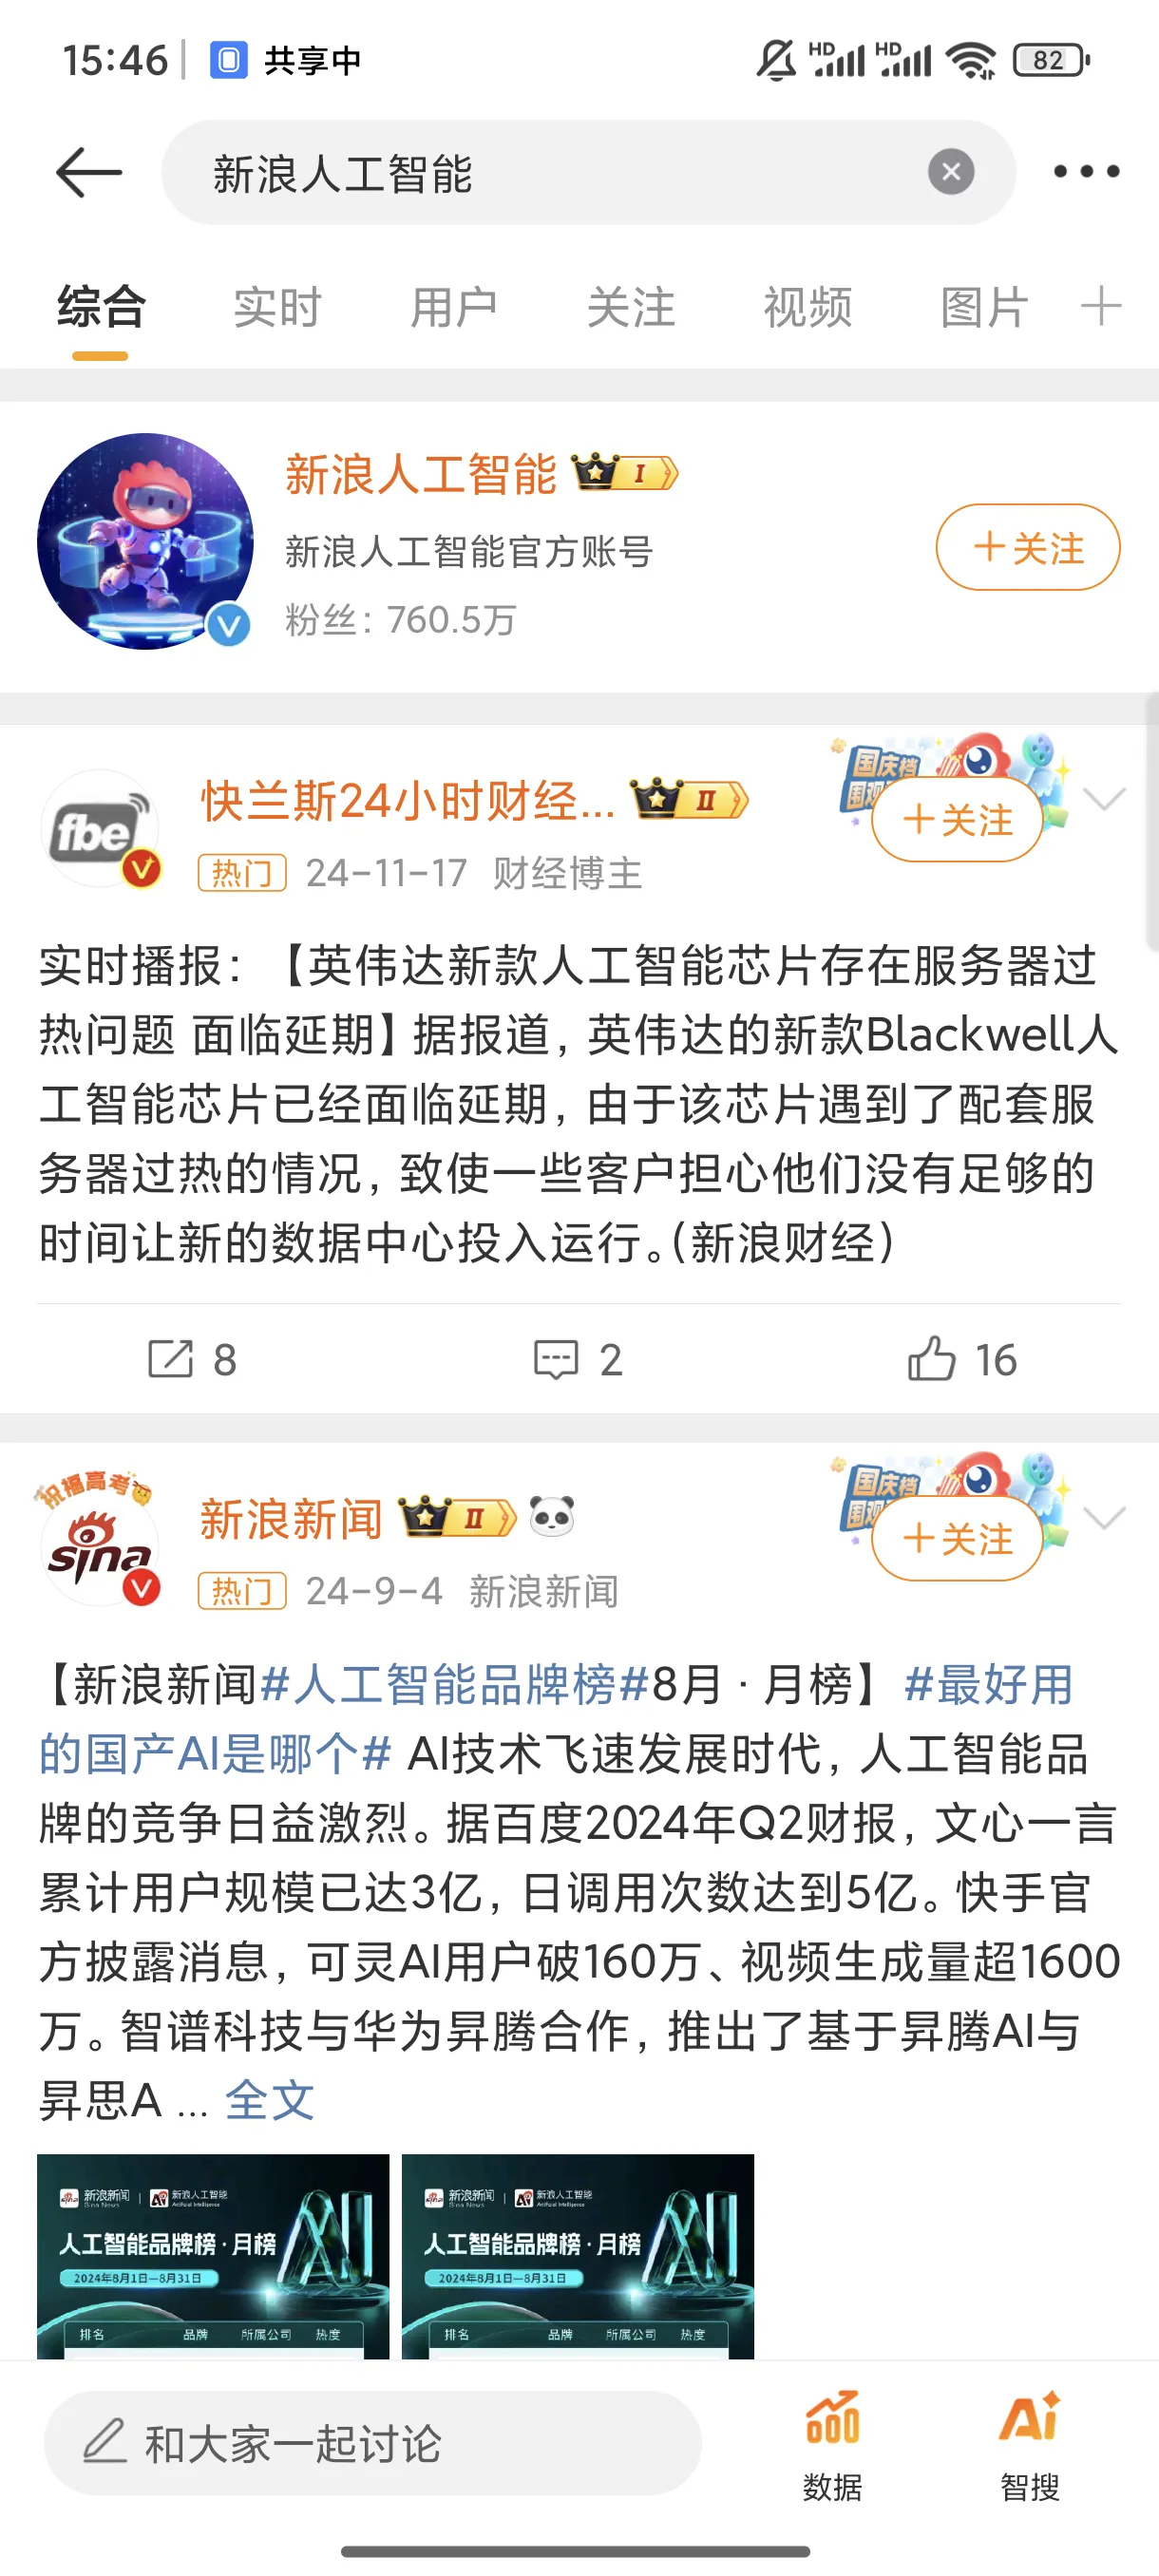 15:46 共享中 HD HD 82
新浪人工智能
综合 实时 用户 关注 视频 图片
新浪人工智能 I
新浪人工智能官方账号
粉丝：760.5万
+关注
fbe
快兰斯24小时财经... II
热门 24-11-17 财经博主
国庆档
+关注
实时播报：【英伟达新款人工智能芯片存在服务器过
热问题 面临延期】据报道，英伟达的新款Blackwell人
工智能芯片已经面临延期，由于该芯片遇到了配套服
务器过热的情况，致使一些客户担心他们没有足够的
时间让新的数据中心投入运行。（新浪财经）
8 2 16
祝福高考
sina
新浪新闻 II
热门 24-9-4 新浪新闻
国庆档
+关注
【新浪新闻#人工智能品牌榜#8月 · 月榜】#最好用
的国产AI是哪个# AI技术飞速发展时代，人工智能品
牌的竞争日益激烈。据百度2024年Q2财报，文心一言
累计用户规模已达3亿，日调用次数达到5亿。快手官
方披露消息，可灵AI用户破160万、视频生成量超1600
万。智谱科技与华为昇腾合作，推出了基于昇腾AI与
昇思A ... 全文
新浪新闻 新浪人工智能
人工智能品牌榜·月榜
2024年8月1日—8月31日
排名 品牌 所属公司 热度
新浪新闻 新浪人工智能
人工智能品牌榜·月榜
2024年8月1日—8月31日
排名 品牌 所属公司 热度
和大家一起讨论
数据
Ai
智搜